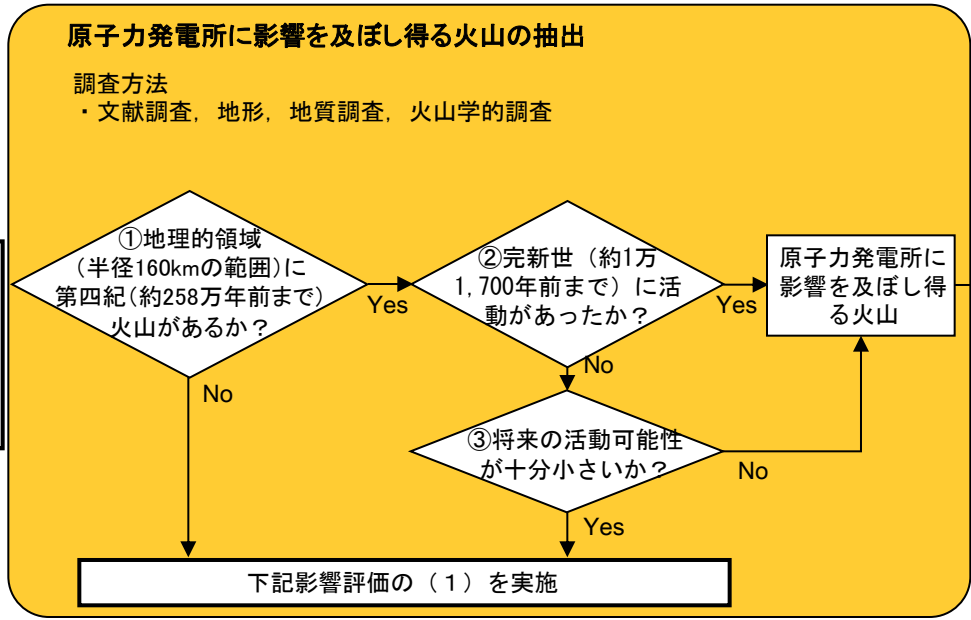 原子力発電所に影響を及ぼし得る火山の抽出
調査方法
・文献調査，地形，地質調査，火山学的調査
①地理的領域
（半径160kmの範囲）に
第四紀（約258万年前まで）
火山があるか？
Yes
②完新世（約1万
1,700年前まで）に活
動があったか？
Yes
原子力発電所に
影響を及ぼし得
る火山
No
No
③将来の活動可能性
が十分小さいか？
No
Yes
下記影響評価の（１）を実施